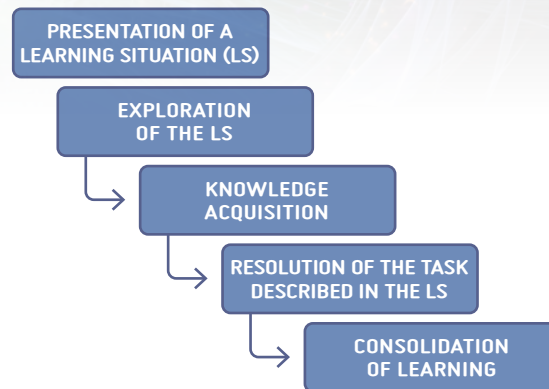 PRESENTATION OF A
LEARNING SITUATION (LS)
EXPLORATION
OF THE LS
KNOWLEDGE
ACQUISITION
RESOLUTION OF THE TASK
DESCRIBED IN THE LS
CONSOLIDATION
OF LEARNING